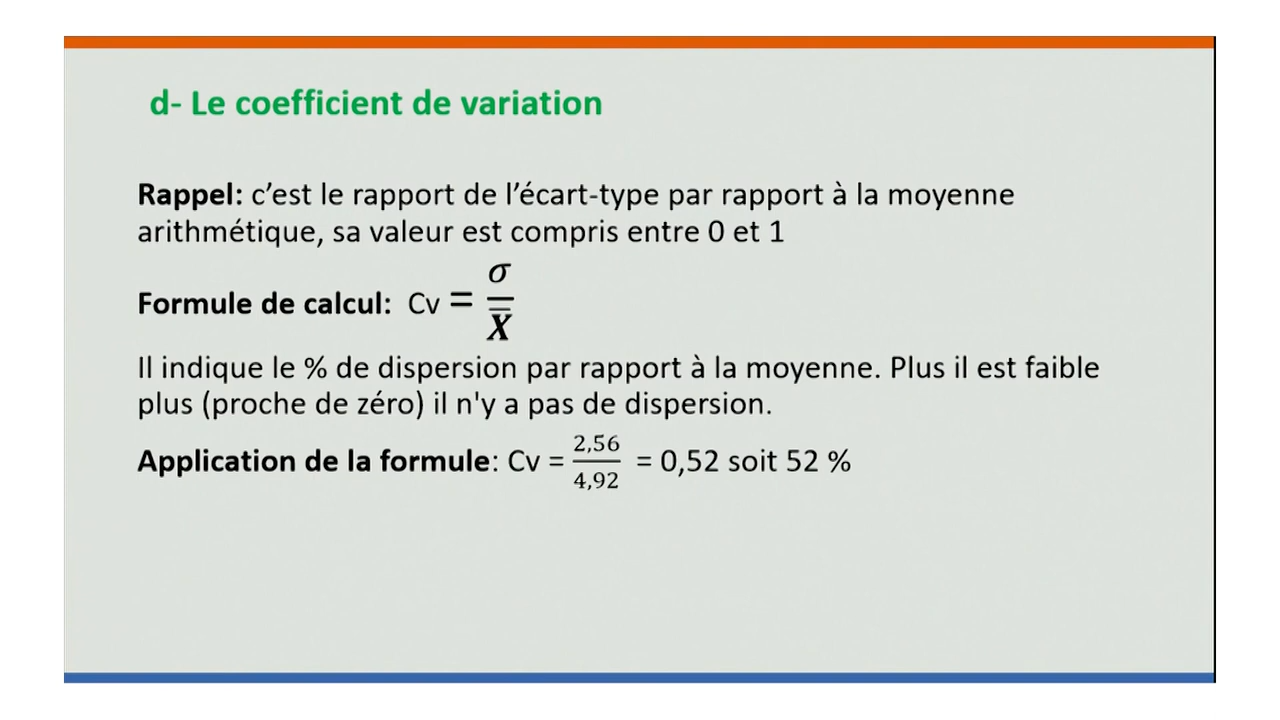 d- Le coefficient de variation
Rappel: c’est le rapport de l’écart-type par rapport à la moyenne
arithmétique, sa valeur est compris entre 0 et 1
Formule de calcul: Cv = σ / X̅
Il indique le % de dispersion par rapport à la moyenne. Plus il est faible
plus (proche de zéro) il n'y a pas de dispersion.
Application de la formule: Cv = 2,56 / 4,92 = 0,52 soit 52 %